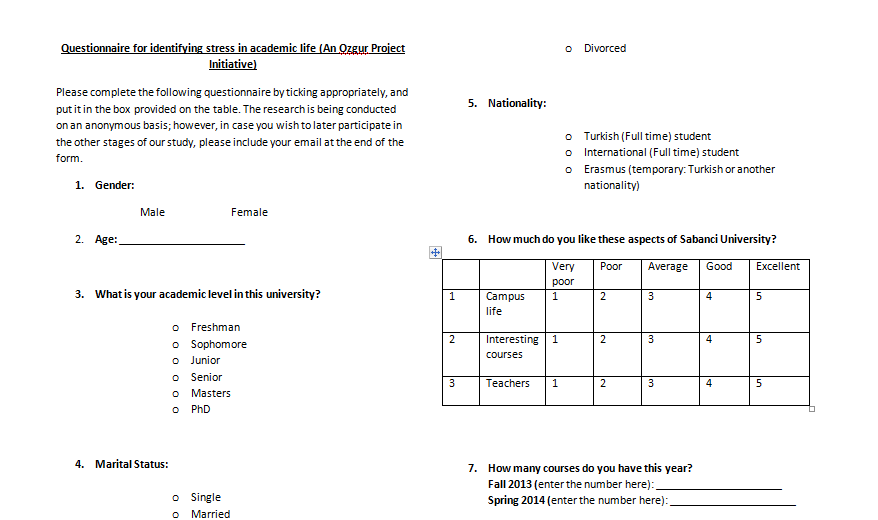 Questionnaire for identifying stress in academic life (An Ozgur Project
Initiative)
Please complete the following questionnaire by ticking appropriately, and
put it in the box provided on the table. The research is being conducted
on an anonymous basis; however, in case you wish to later participate in
the other stages of our study, please include your email at the end of the
form.
1. Gender:
Male Female
2. Age:
3. What is your academic level in this university?
o Freshman
o Sophomore
o Junior
o Senior
o Masters
o PhD
4. Marital Status:
o Single
o Married
o Divorced
5. Nationality:
o Turkish (Full time) student
o International (Full time) student
o Erasmus (temporary: Turkish or another
nationality)
6. How much do you like these aspects of Sabanci University?
Very poor Poor Average Good Excellent
1 Campus life 1 2 3 4 5
2 Interesting courses 1 2 3 4 5
3 Teachers 1 2 3 4 5
7. How many courses do you have this year?
Fall 2013 (enter the number here):
Spring 2014 (enter the number here):